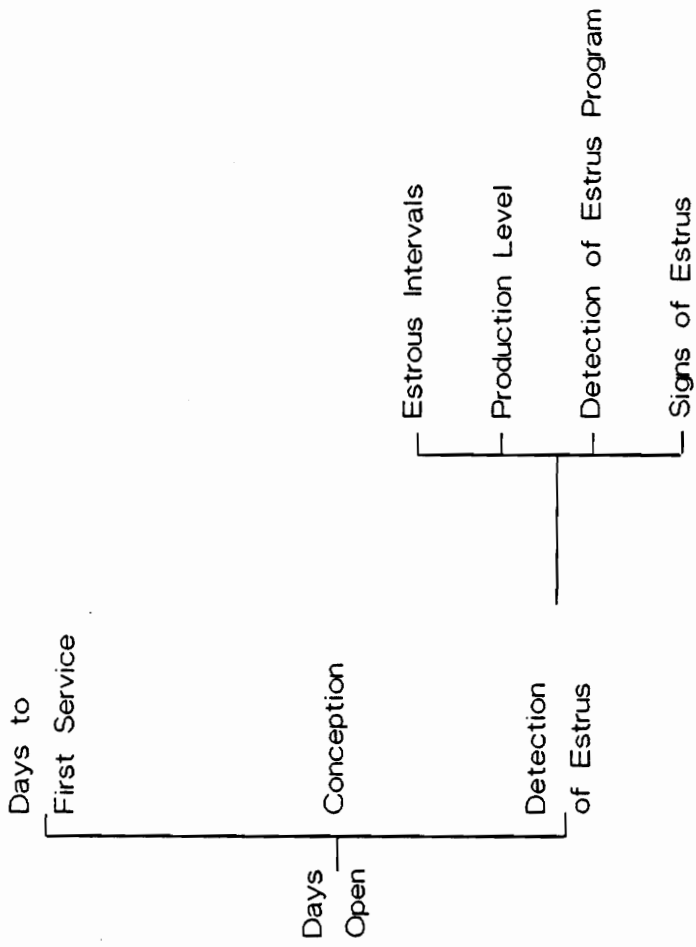 Days to
First Service
Conception
Days
Open
Detection
of Estrus
Estrous Intervals
Production Level
Detection of Estrus Program
Signs of Estrus